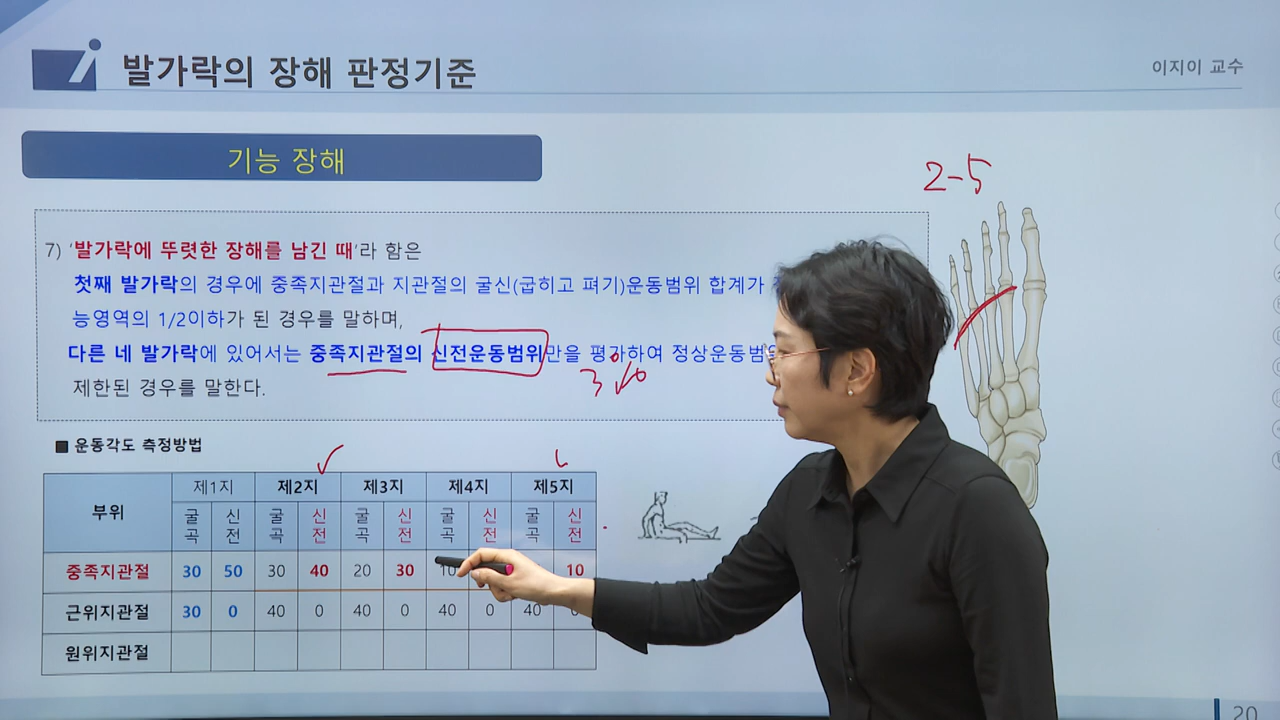 발가락의 장해 판정기준
이지이 교수
기능 장해
2-5
7) '발가락에 뚜렷한 장해를 남긴 때'라 함은
첫째 발가락의 경우에 중족지관절과 지관절의 굴신(굽히고 펴기)운동범위 합계가
능영역의 1/2이하가 된 경우를 말하며,
다른 네 발가락에 있어서는 중족지관절의 신전운동범위만을 평가하여 정상운동범
제한된 경우를 말한다.
■ 운동각도 측정방법
부위 제1지 제2지 제3지 제4지 제5지
굴곡 신전 굴곡 신전 굴곡 신전 굴곡 신전 굴곡 신전
중족지관절 30 50 30 40 20 30 10 10
근위지관절 30 0 40 0 40 0 40 0 40 0
원위지관절
20